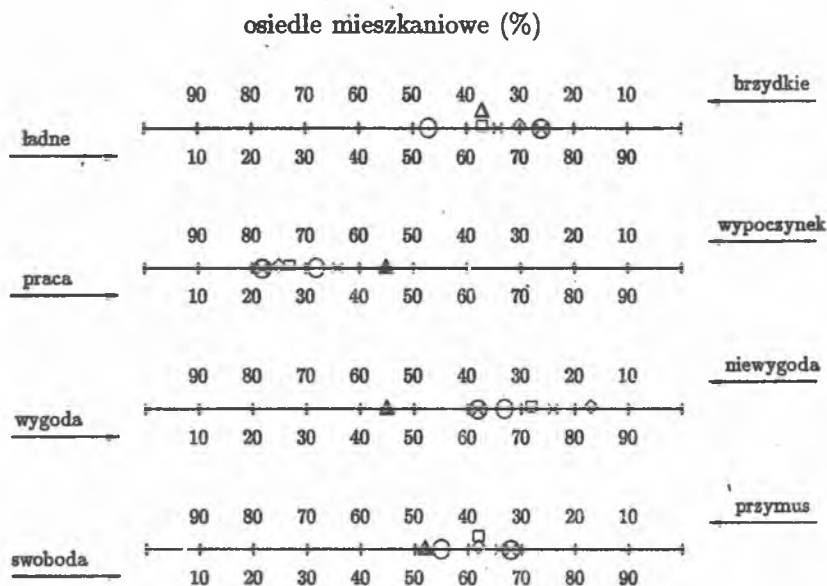 osiedle mieszkaniowe (%)
brzydkie
90 80 70 60 50 40 30 20 10
ładne
10 20 30 40 50 60 70 80 90
wypoczynek
90 80 70 60 50 40 30 20 10
praca
10 20 30 40 50 60 70 80 90
niewygoda
90 80 70 60 50 40 30 20 10
wygoda
10 20 30 40 50 60 70 80 90
przymus
90 80 70 60 50 40 30 20 10
swoboda
10 20 30 40 50 60 70 80 90